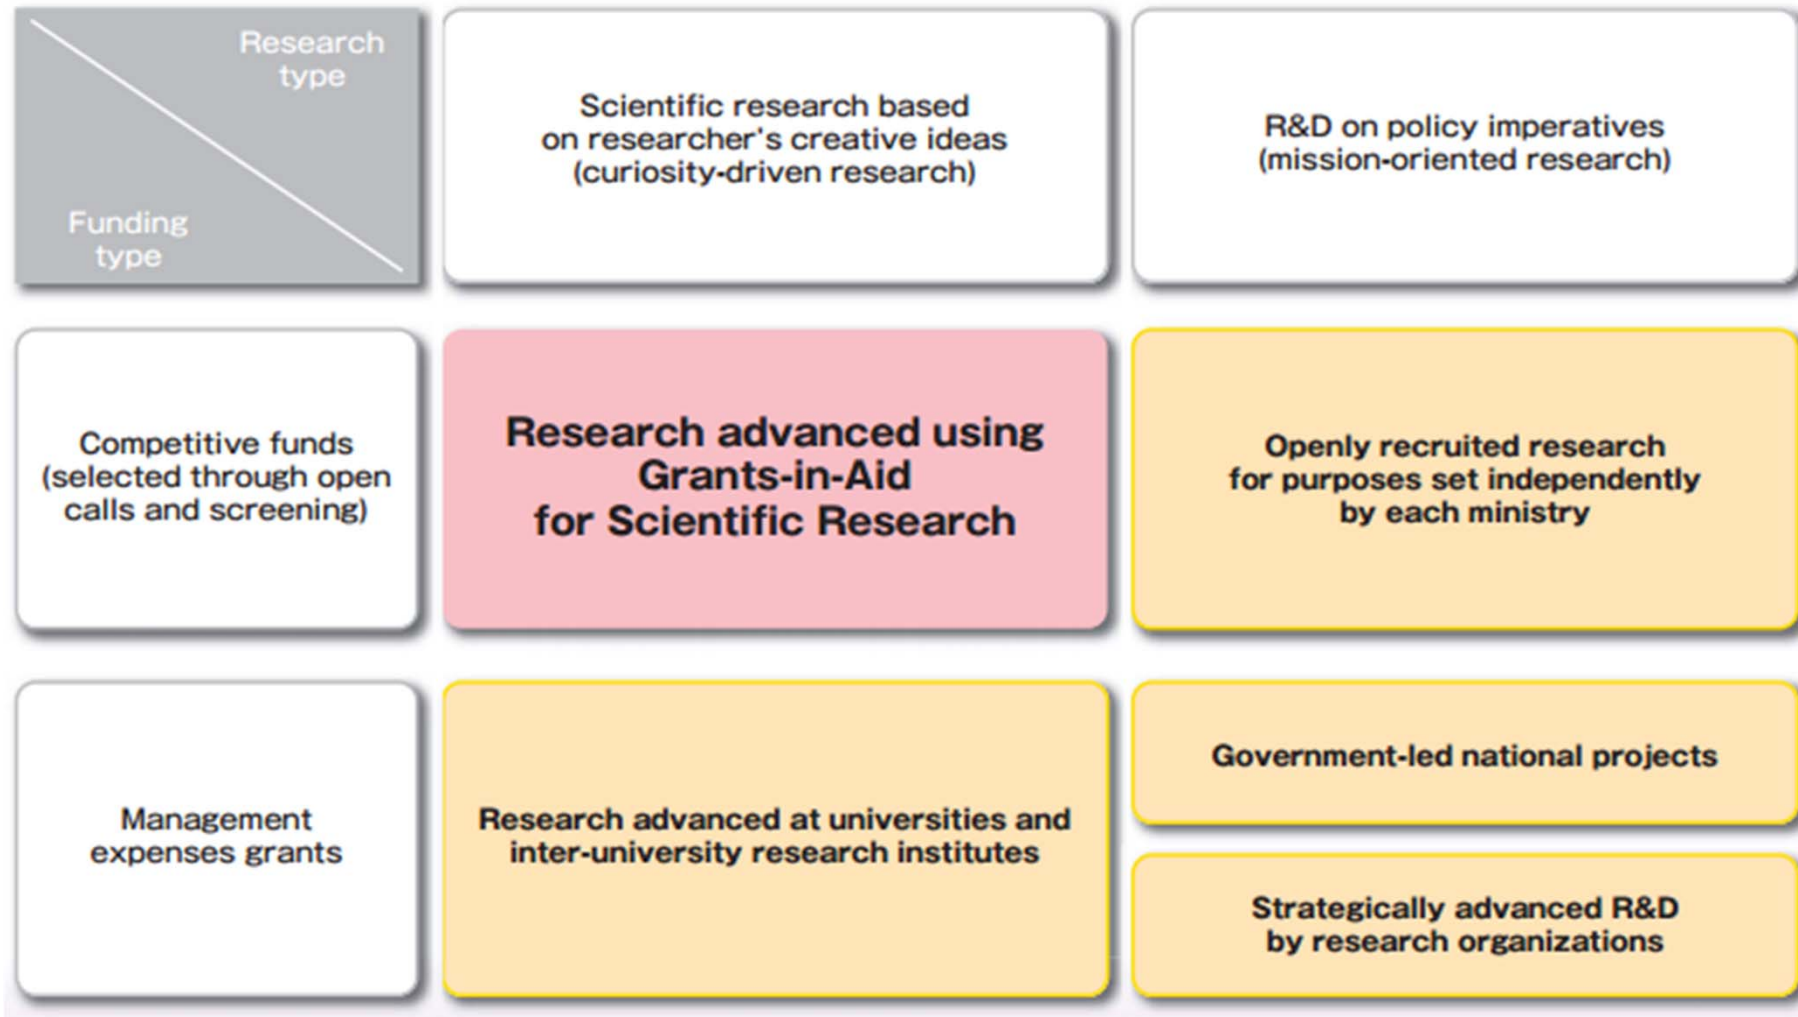 Research
type
Funding
type
Scientific research based
on researcher's creative ideas
(curiosity-driven research)
R&D on policy imperatives
(mission-oriented research)
Competitive funds
(selected through open
calls and screening)
Research advanced using
Grants-in-Aid
for Scientific Research
Openly recruited research
for purposes set independently
by each ministry
Management
expenses grants
Research advanced at universities and
inter-university research institutes
Government-led national projects
Strategically advanced R&D
by research organizations